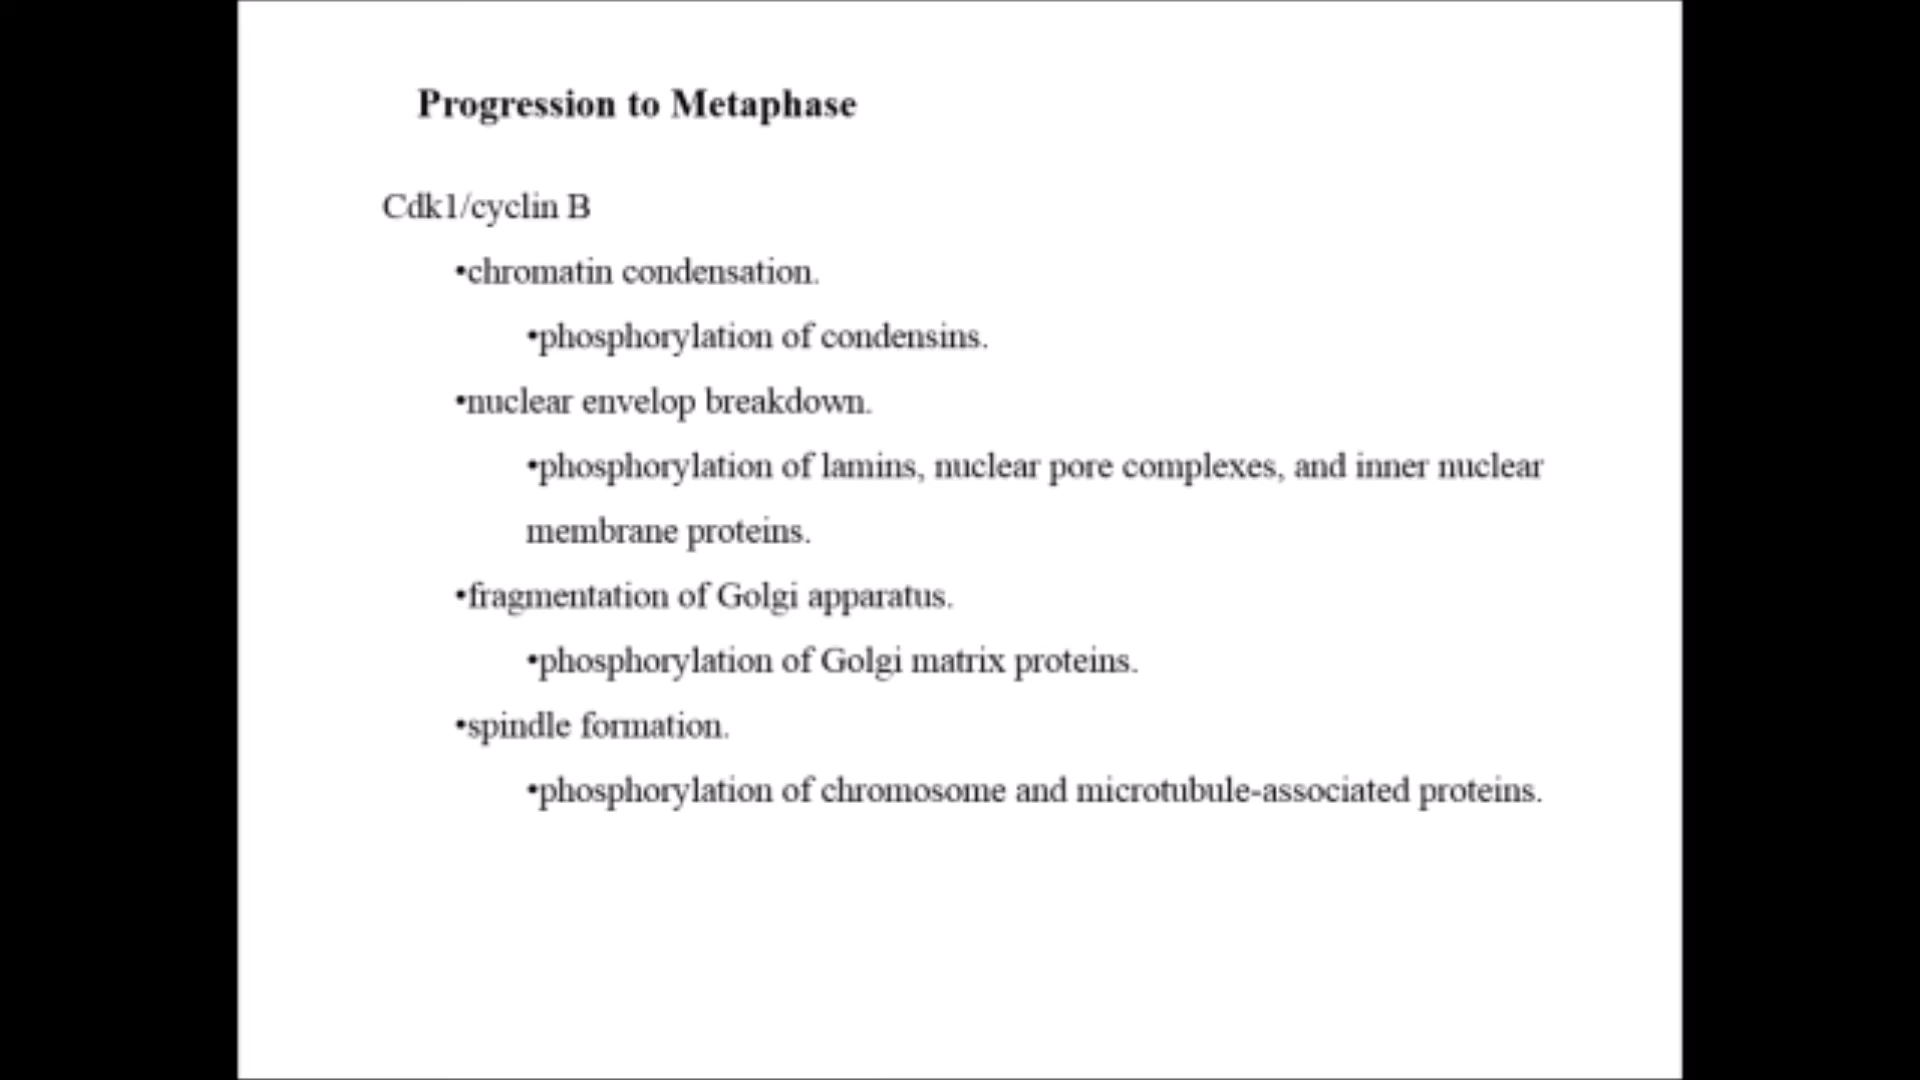 Progression to Metaphase
Cdk1/cyclin B
•chromatin condensation.
•phosphorylation of condensins.
•nuclear envelop breakdown.
•phosphorylation of lamins, nuclear pore complexes, and inner nuclear
membrane proteins.
•fragmentation of Golgi apparatus.
•phosphorylation of Golgi matrix proteins.
•spindle formation.
•phosphorylation of chromosome and microtubule-associated proteins.